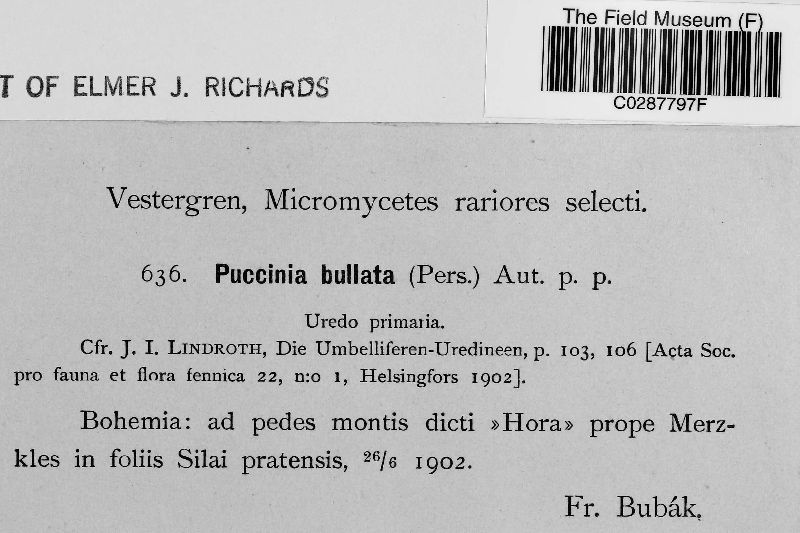 The Field Museum (F)
C0287797F
T OF ELMER J. RICHARDS
Vestergren, Micromycetes rariores selecti.
636. Puccinia bullata (Pers.) Aut. p. p.
Uredo primaria.
Cfr. J. I. LINDROTH, Die Umbelliferen-Uredineen, p. 103, 106 [Acta Soc.
pro fauna et flora fennica 22, n:o 1, Helsingfors 1902].
Bohemia: ad pedes montis dicti »Hora» prope Merz-
kles in foliis Silai pratensis, 26/6 1902.
Fr. Bubák.